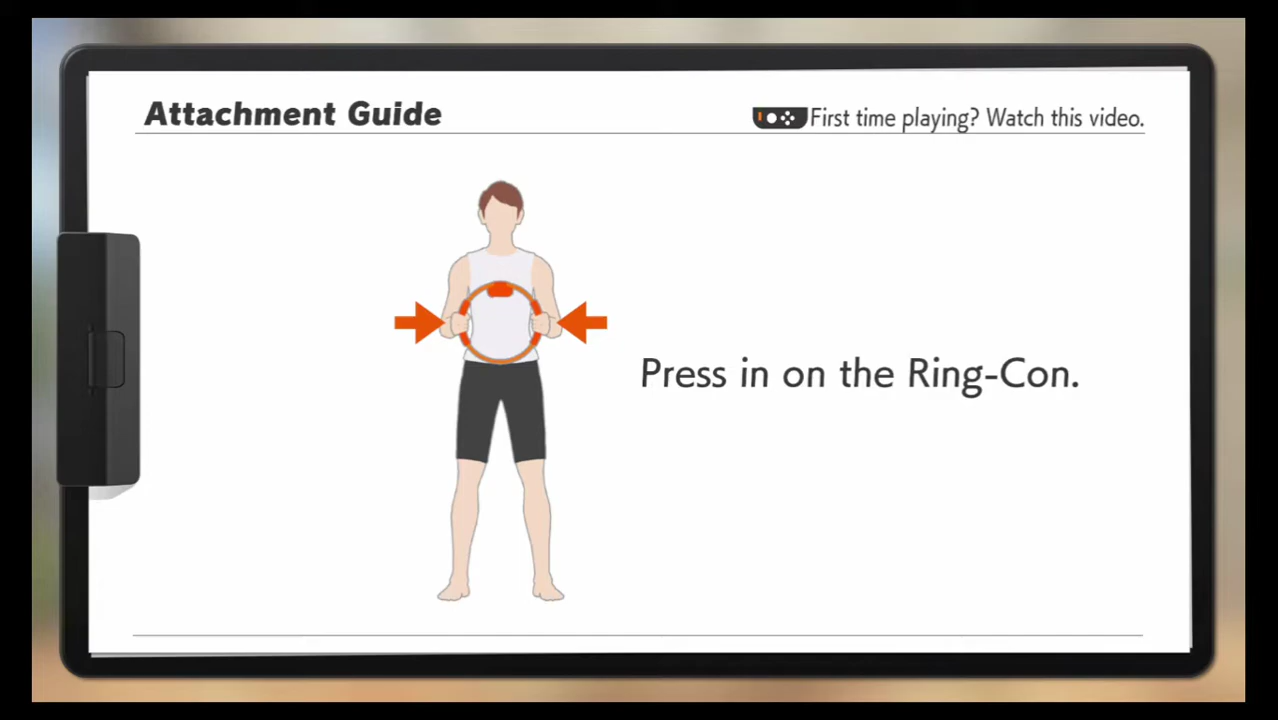 Attachment Guide
First time playing? Watch this video.
Press in on the Ring-Con.